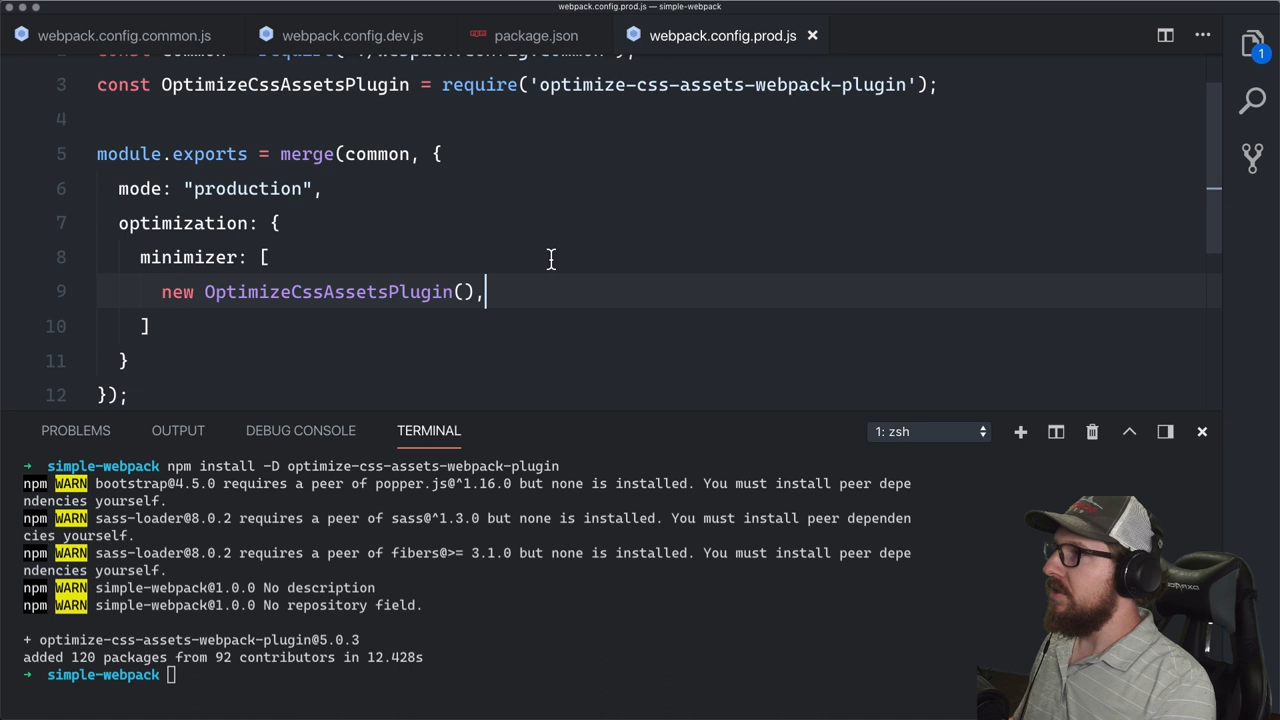 webpack.config.prod.js — simple-webpack
webpack.config.common.js
webpack.config.dev.js
package.json
webpack.config.prod.js
1
2 const common = require('./webpack.config.common');
3 const OptimizeCssAssetsPlugin = require('optimize-css-assets-webpack-plugin');
4
5 module.exports = merge(common, {
6 mode: "production",
7 optimization: {
8 minimizer: [
9 new OptimizeCssAssetsPlugin(),
10 ]
11 }
12 });
PROBLEMS OUTPUT DEBUG CONSOLE TERMINAL 1: zsh
→ simple-webpack npm install -D optimize-css-assets-webpack-plugin
npm WARN bootstrap@4.5.0 requires a peer of popper.js@^1.16.0 but none is installed. You must install peer depe
ndencies yourself.
npm WARN sass-loader@8.0.2 requires a peer of sass@^1.3.0 but none is installed. You must install peer dependen
cies yourself.
npm WARN sass-loader@8.0.2 requires a peer of fibers@>= 3.1.0 but none is installed. You must install peer depe
ndencies yourself.
npm WARN simple-webpack@1.0.0 No description
npm WARN simple-webpack@1.0.0 No repository field.
+ optimize-css-assets-webpack-plugin@5.0.3
added 120 packages from 92 contributors in 12.428s
→ simple-webpack